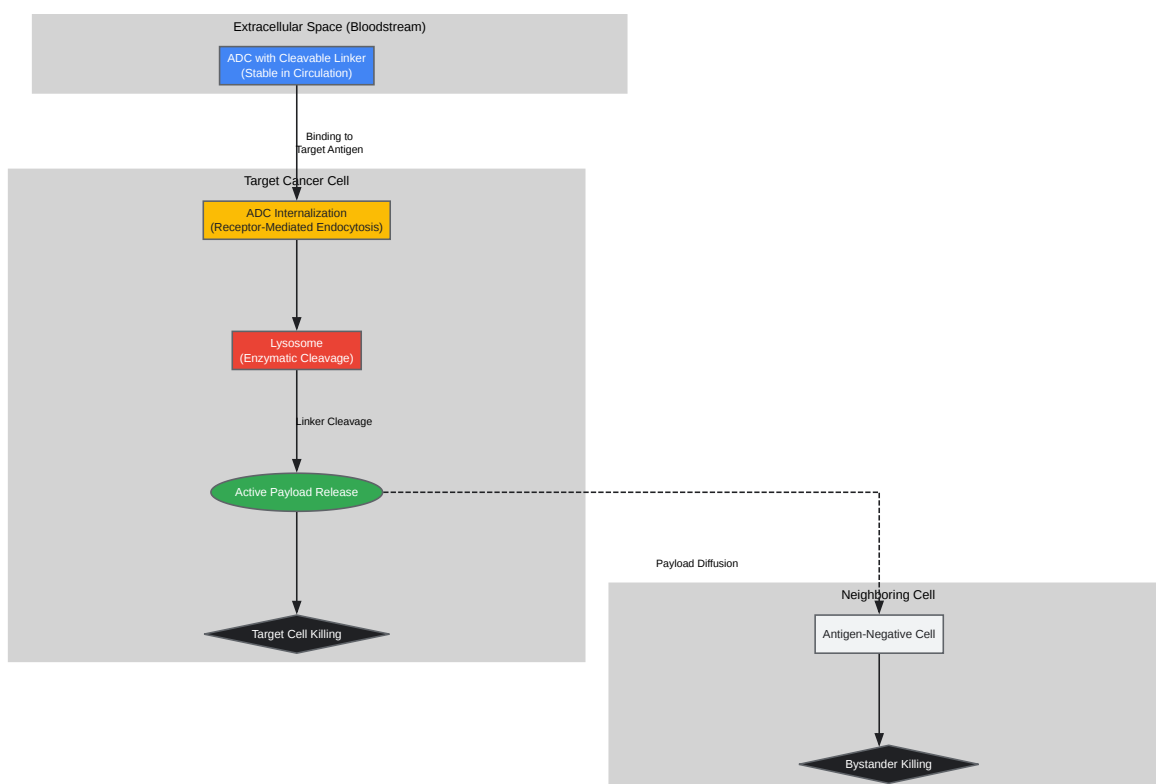 Extracellular Space (Bloodstream)
ADC with Cleavable Linker
(Stable in Circulation)
Binding to
Target Antigen
Target Cancer Cell
ADC Internalization
(Receptor-Mediated Endocytosis)
Lysosome
(Enzymatic Cleavage)
Linker Cleavage
Active Payload Release
Payload Diffusion
Target Cell Killing
Neighboring Cell
Antigen-Negative Cell
Bystander Killing